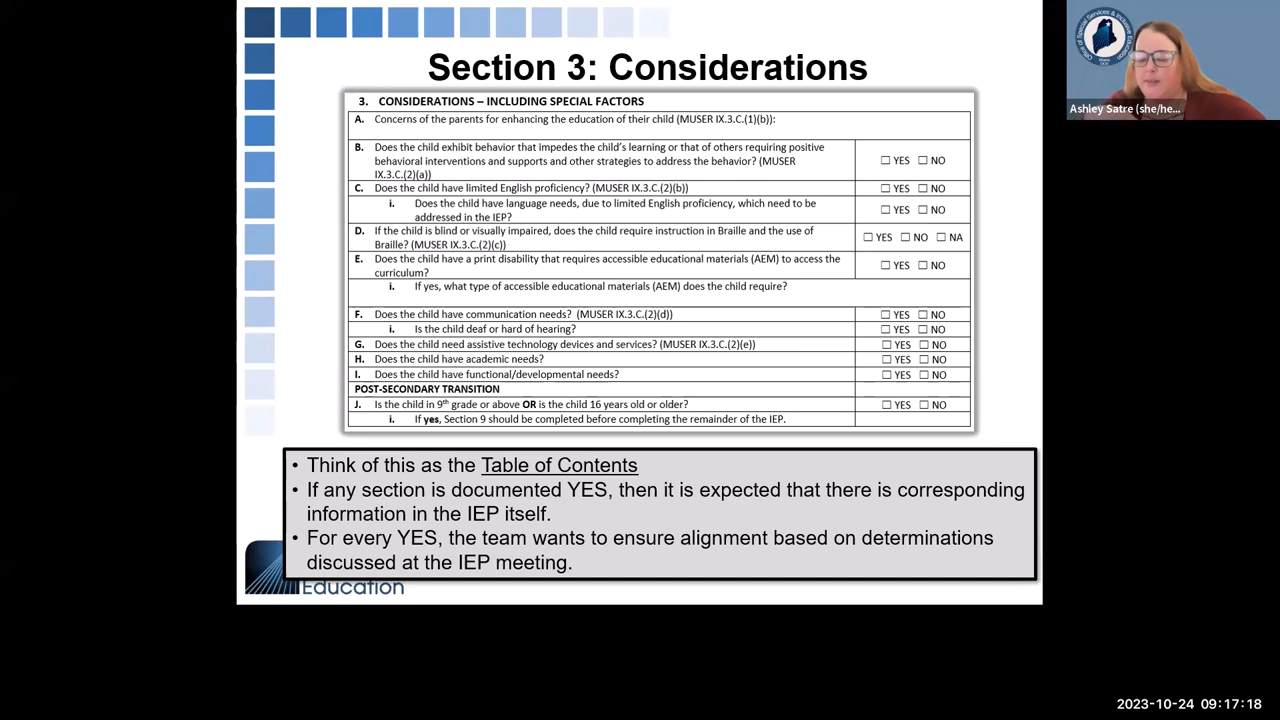 Section 3: Considerations
3. CONSIDERATIONS – INCLUDING SPECIAL FACTORS
A. Concerns of the parents for enhancing the education of their child (MUSER IX.3.C.(1)(b)):
B. Does the child exhibit behavior that impedes the child's learning or that of others requiring positive
behavioral interventions and supports and other strategies to address the behavior? (MUSER
IX.3.C.(2)(a))
☐ YES ☐ NO
C. Does the child have limited English proficiency? (MUSER IX.3.C.(2)(b))
☐ YES ☐ NO
i. Does the child have language needs, due to limited English proficiency, which need to be
addressed in the IEP?
☐ YES ☐ NO
D. If the child is blind or visually impaired, does the child require instruction in Braille and the use of
Braille? (MUSER IX.3.C.(2)(c))
☐ YES ☐ NO ☐ NA
E. Does the child have a print disability that requires accessible educational materials (AEM) to access the
curriculum?
☐ YES ☐ NO
i. If yes, what type of accessible educational materials (AEM) does the child require?
F. Does the child have communication needs? (MUSER IX.3.C.(2)(d))
☐ YES ☐ NO
i. Is the child deaf or hard of hearing?
☐ YES ☐ NO
G. Does the child need assistive technology devices and services? (MUSER IX.3.C.(2)(e))
☐ YES ☐ NO
H. Does the child have academic needs?
☐ YES ☐ NO
I. Does the child have functional/developmental needs?
☐ YES ☐ NO
POST-SECONDARY TRANSITION
J. Is the child in 9th grade or above OR is the child 16 years old or older?
☐ YES ☐ NO
i. If yes, Section 9 should be completed before completing the remainder of the IEP.
• Think of this as the Table of Contents
• If any section is documented YES, then it is expected that there is corresponding
information in the IEP itself.
• For every YES, the team wants to ensure alignment based on determinations
discussed at the IEP meeting.
Education
Ashley Satre (she/he...
2023-10-24 09:17:18